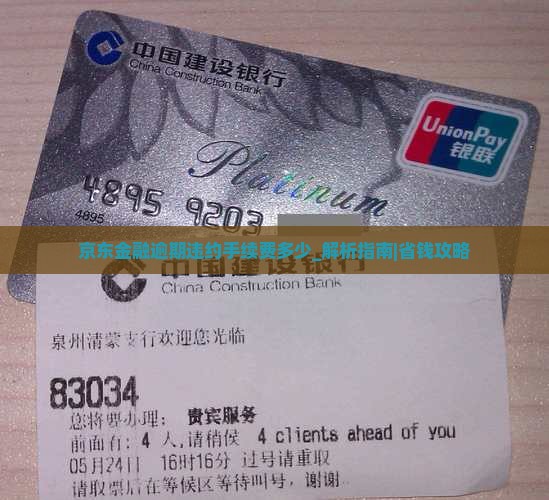 中国建设银行
China Construction Bank
UnionPay
银联
Platinum
4895 9203
4895
京东金融逾期违约手续费多少_解析指南|省钱攻略
China Construction Bank
泉州清蒙支行欢迎您光临
83034
您将要办理: 贵宾服务
前面有: 4 人,请稍侯 4 clients ahead of you
05月24日 16时16分 过号请重取
请取票后在等候区等待叫号，谢谢